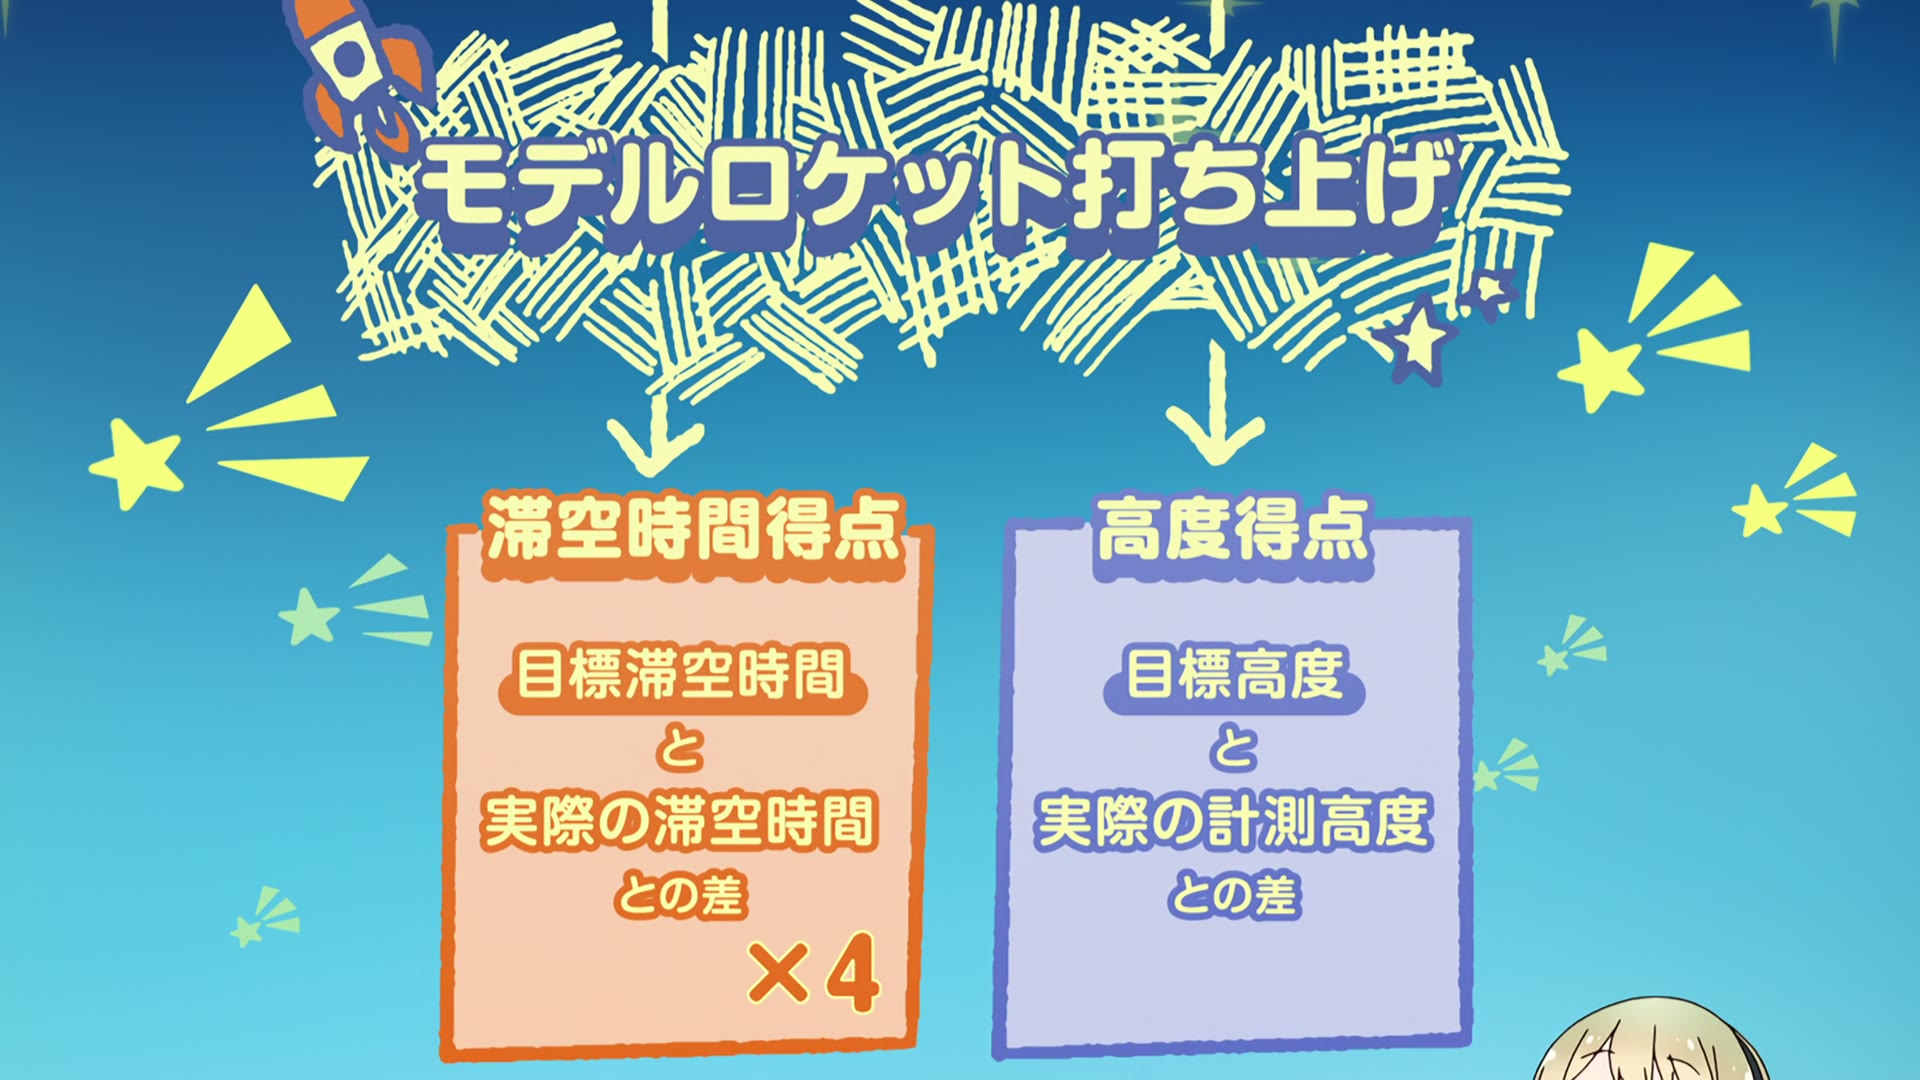 モデルロケット打ち上げ
滞空時間得点
目標滞空時間
と
実際の滞空時間
との差
×4
高度得点
目標高度
と
実際の計測高度
との差